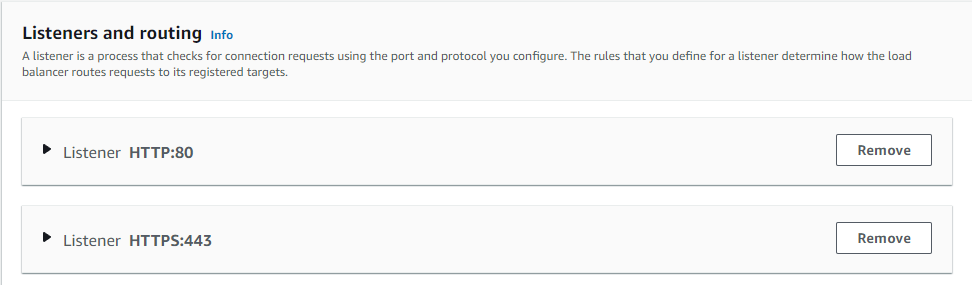 Listeners and routing Info
A listener is a process that checks for connection requests using the port and protocol you configure. The rules that you define for a listener determine how the load
balancer routes requests to its registered targets.
Listener HTTP:80 Remove
Listener HTTPS:443 Remove